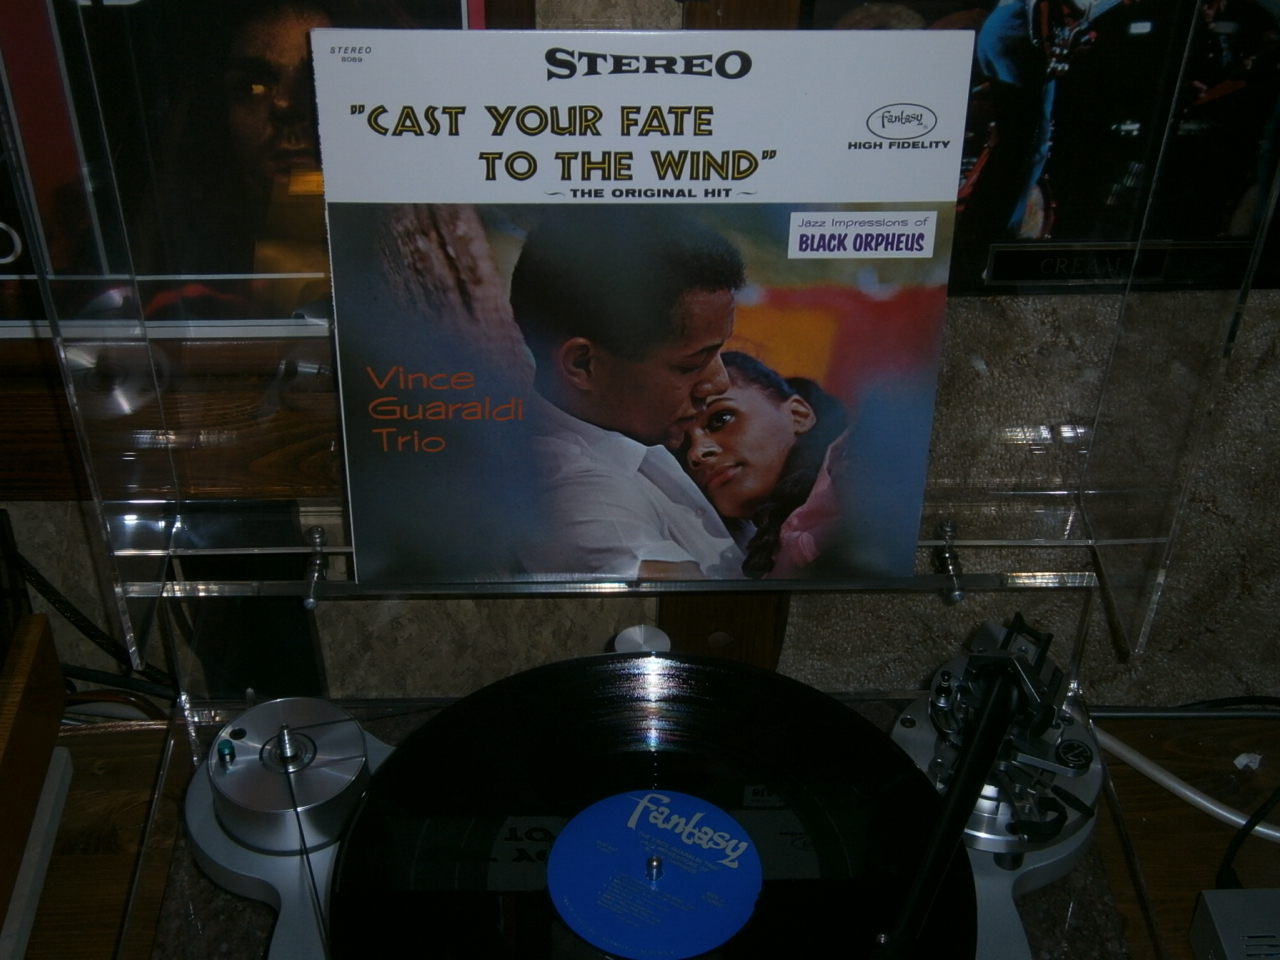 STEREO
8089
STEREO
"CAST YOUR FATE
TO THE WIND"
THE ORIGINAL HIT
Fantasy
HIGH FIDELITY
Jazz Impressions of
BLACK ORPHEUS
Vince
Guaraldi
Trio
CREAM
Fantasy